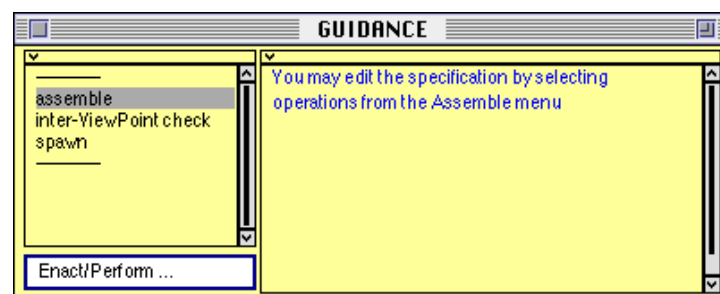 GUIDANCE
assemble
inter-ViewPoint check
spawn
Enact/Perform ...
You may edit the specification by selecting
operations from the Assemble menu